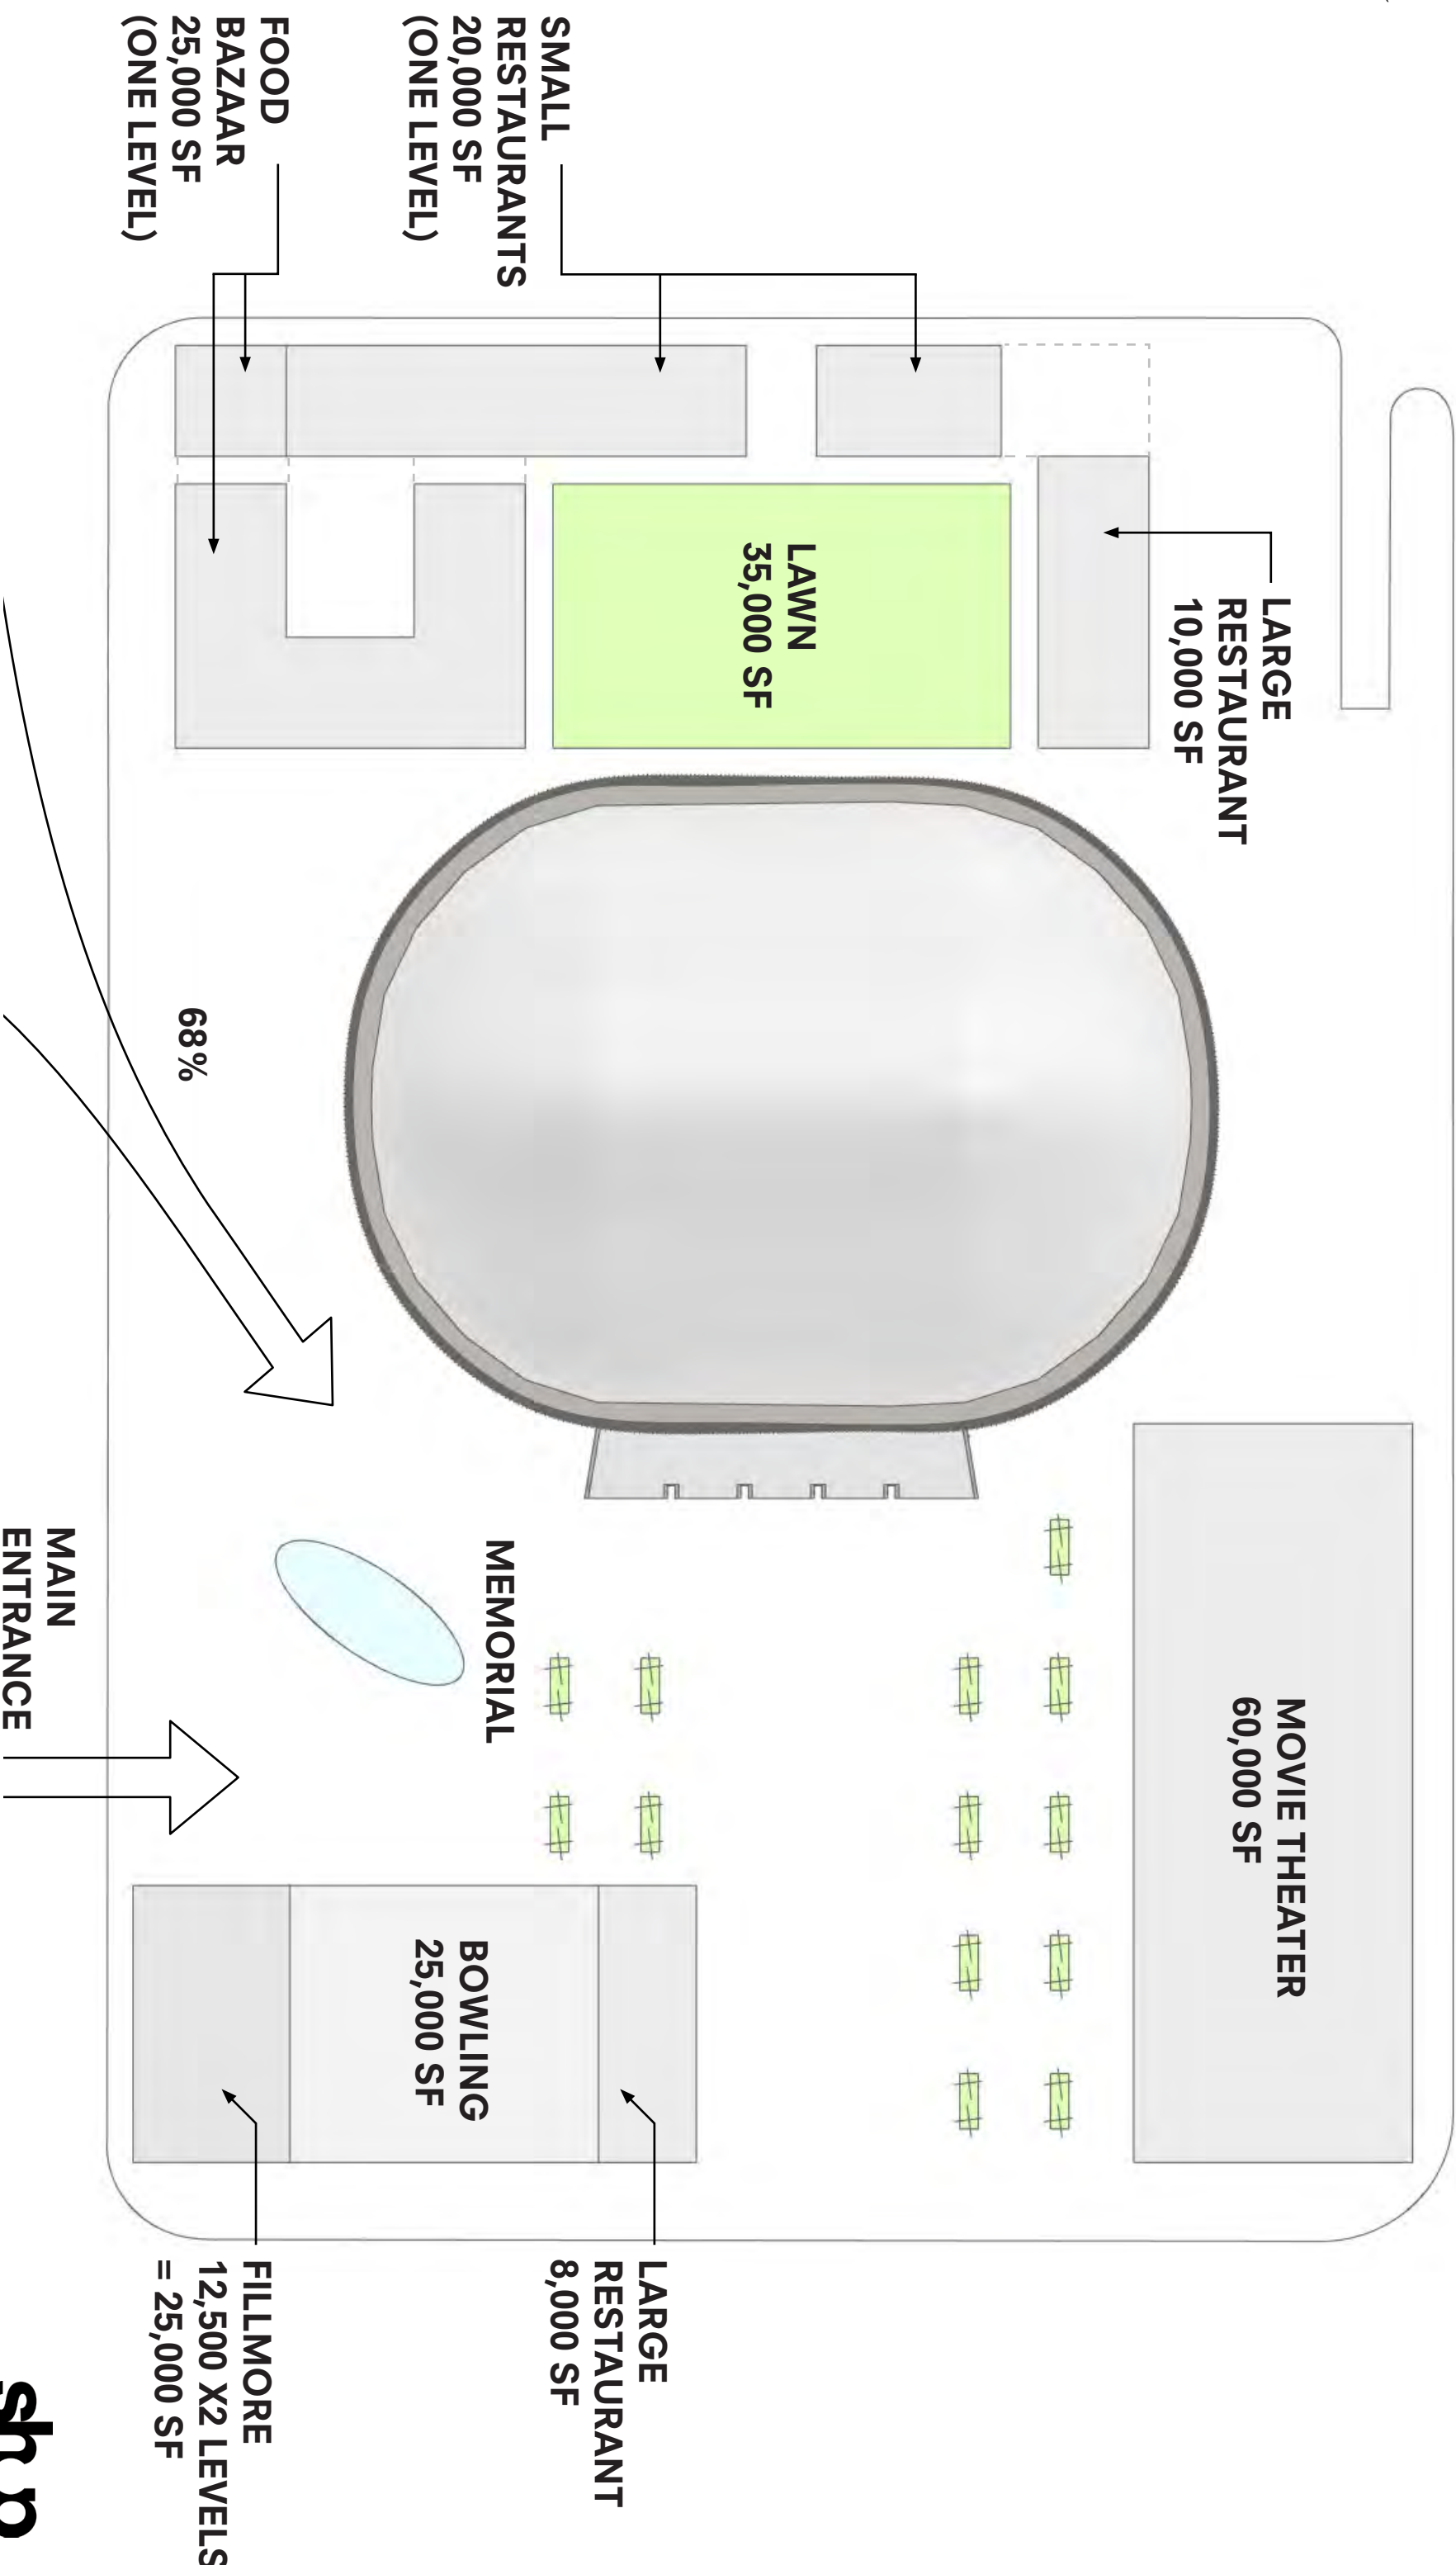 FOOD
BAZAAR
25,000 SF
(ONE LEVEL)
SMALL
RESTAURANTS
20,000 SF
(ONE LEVEL)
LARGE
RESTAURANT
10,000 SF
LAWN
35,000 SF
68%
MAIN
ENTRANCE
MEMORIAL
MOVIE THEATER
60,000 SF
BOWLING
25,000 SF
LARGE
RESTAURANT
8,000 SF
FILLMORE
12,500 X2 LEVELS
= 25,000 SF